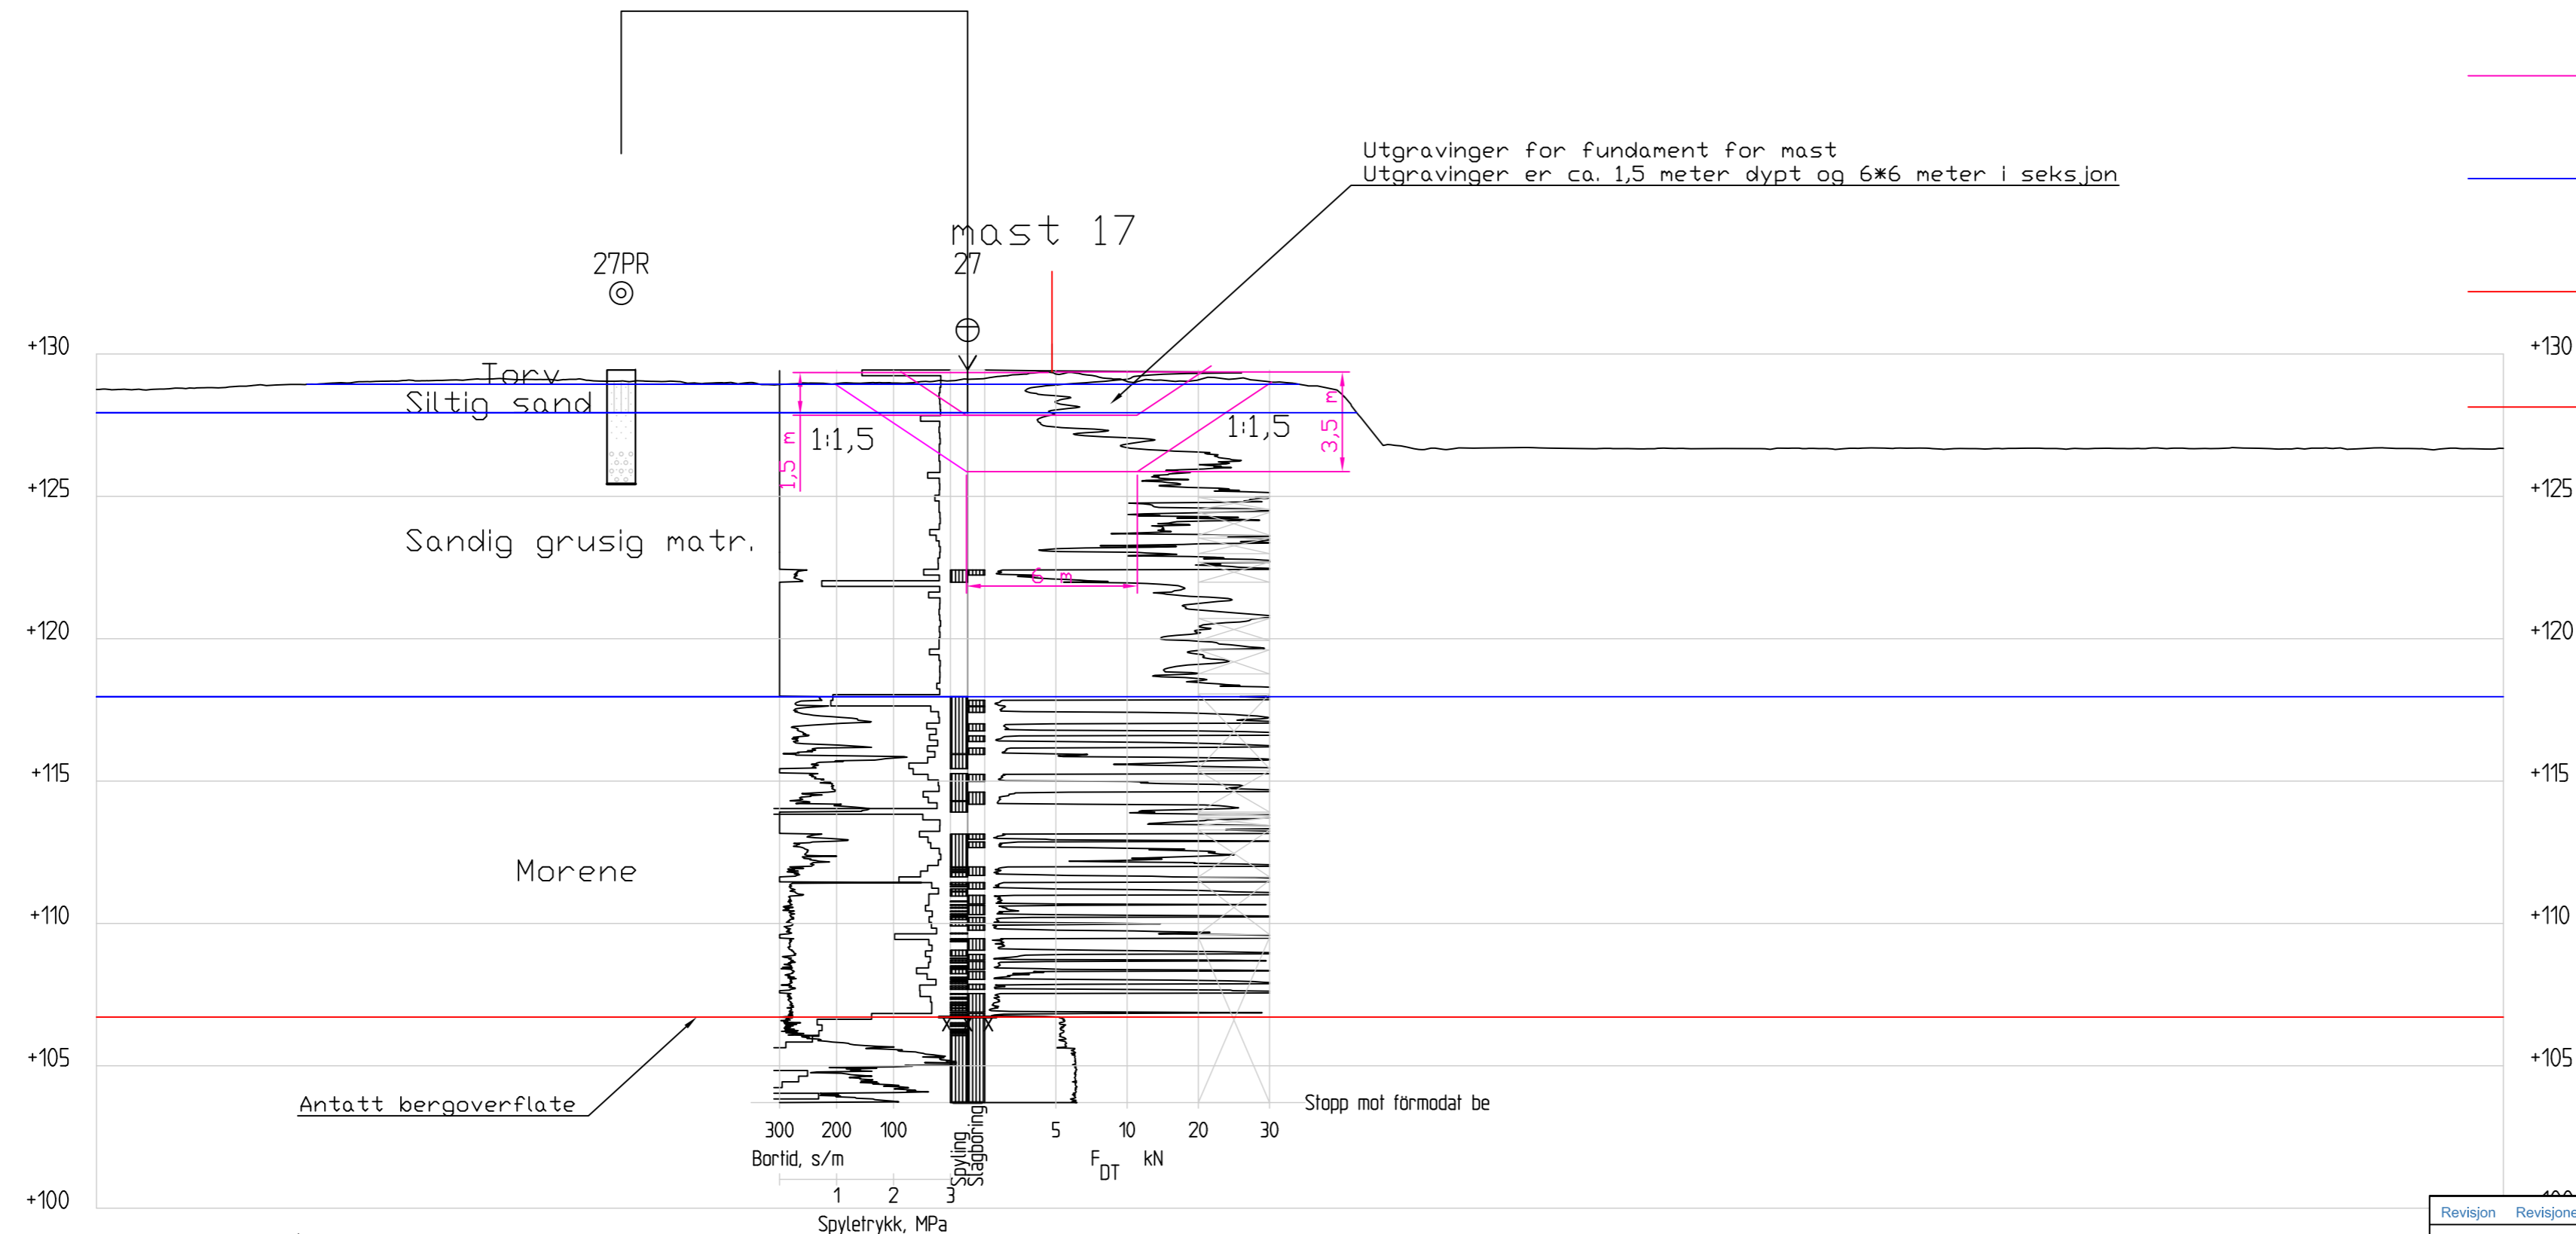 Utgravinger for fundament for mast
Utgravinger er ca. 1,5 meter dypt og 6*6 meter i seksjon
mast 17
27PR
27
+130
+130
Torv
Siltig sand
1:1,5
1:1,5
1,5 m
3,5 m
+125
+125
Sandig grusig matr.
6 m
+120
+120
+115
+115
Morene
+110
+110
+105
+105
Antatt bergoverflate
Stopp mot förmodat be
300 200 100
5 10 20 30
Spyling
Slagboring
Bortid, s/m
FDT kN
1 2 3
Spyletrykk, MPa
+100
Revisjon Revisjone